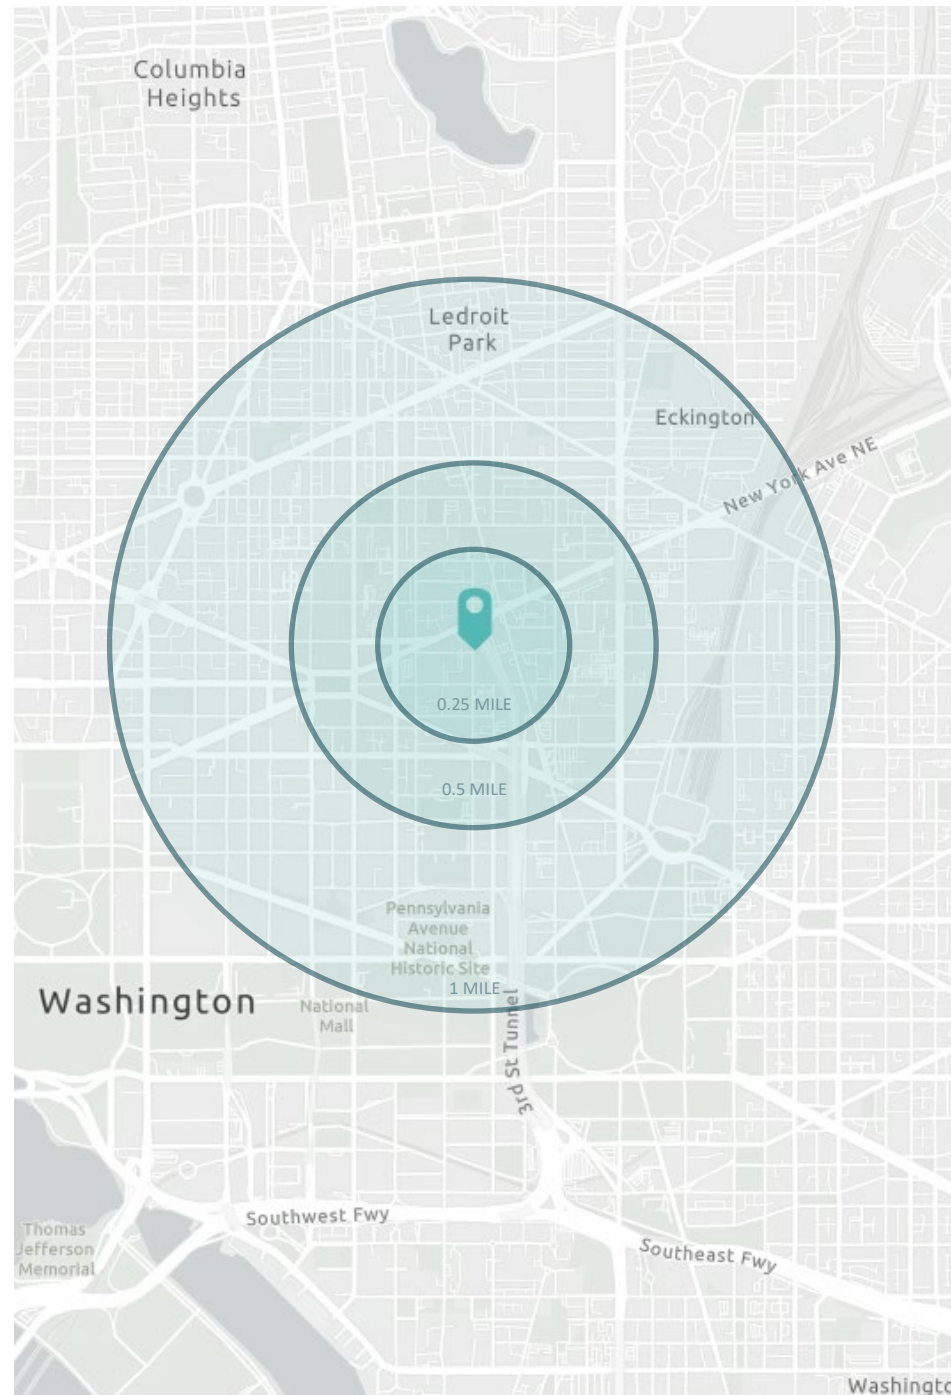 Columbia
Heights
Ledroit
Park
Eckington
New York Ave NE
0.25 MILE
0.5 MILE
Pennsylvania
Avenue
National
Historic Site
1 MILE
Washington
National
Mall
3rd St Tunnel
Southwest Fwy
Thomas
Jefferson
Memorial
Southeast Fwy
Washingto